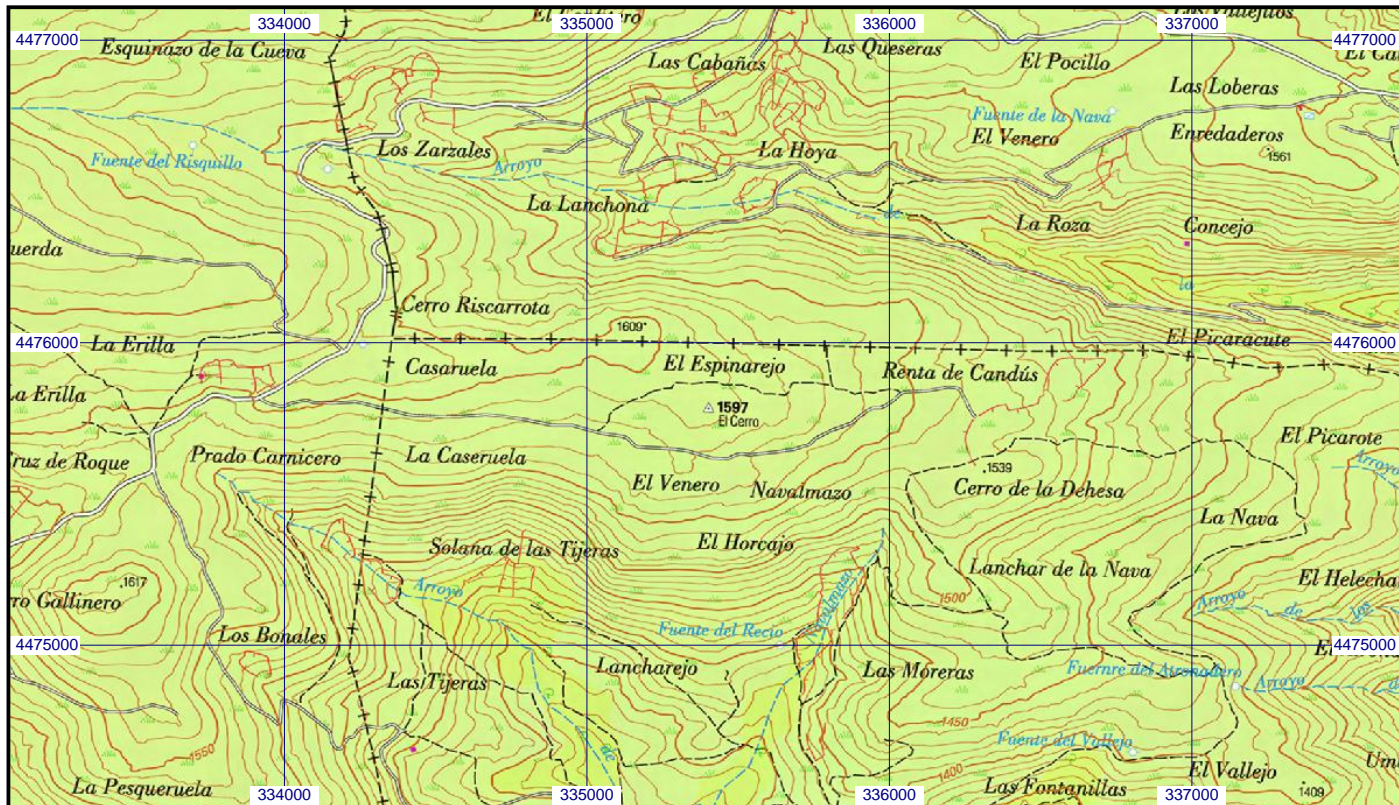 334000
335000
336000
337000
4477000
4477000
Esquinazo de la Cueva
Las Cabañas
Las Queseras
El Pocillo
Las Loberas
Fuente de la Nava
El Venero
Enredaderos
Los Zarzales
La Hoya
1561
Fuente del Risquillo
Arroyo
La Lanchona
de
La Roza
Concejo
uerda
la
Cerro Riscarrota
1609
4476000
4476000
La Erilla
El Picaracute
Casaruela
El Espinarejo
Renta de Candús
La Erilla
1597
El Cerro
El Picarote
Prado Carnicero
La Caseruela
Cruz de Roque
1539
Arroyo
El Venero
Navalmazo
Cerro de la Dehesa
La Nava
Solana de las Tijeras
El Horcajo
Lanchar de la Nava
1617
El Helecha
ro Gallinero
Arroyo
Navalmazo
1500
Arroyo
de
los
Los Bonales
Fuente del Recio
4475000
4475000
Lancharejo
Las Moreras
Fuernre del Atronadero
Las Tijeras
Arroyo
1450
1550
de
Fuente del Vallejo
1400
El Vallejo
La Pesqueruela
Las Fontanillas
1409
334000
335000
336000
337000